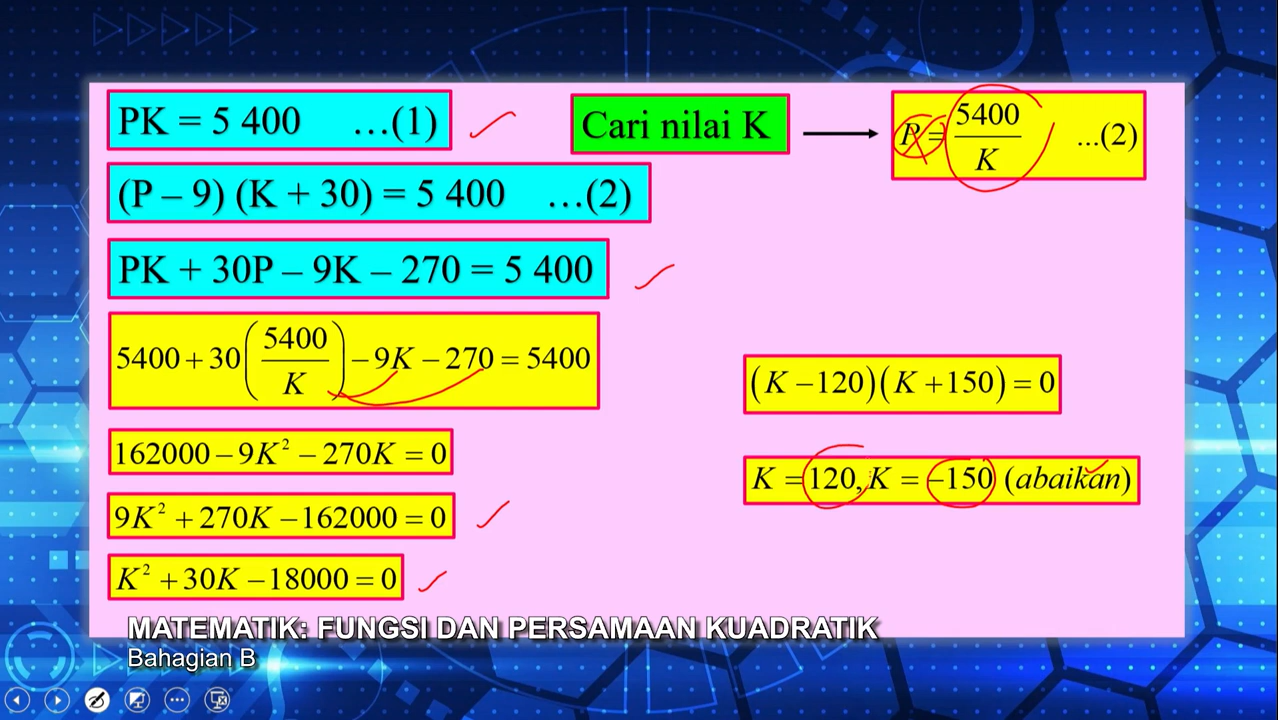 PK = 5 400 …(1)
Cari nilai K
P = 5400/K ...(2)
(P – 9) (K + 30) = 5 400 …(2)
PK + 30P – 9K – 270 = 5 400
5400 + 30(5400/K) – 9K – 270 = 5400
162000 – 9K² – 270K = 0
9K² + 270K – 162000 = 0
K² + 30K – 18000 = 0
(K – 120)(K + 150) = 0
K = 120, K = –150 (abaikan)
MATEMATIK: FUNGSI DAN PERSAMAAN KUADRATIK
Bahagian B